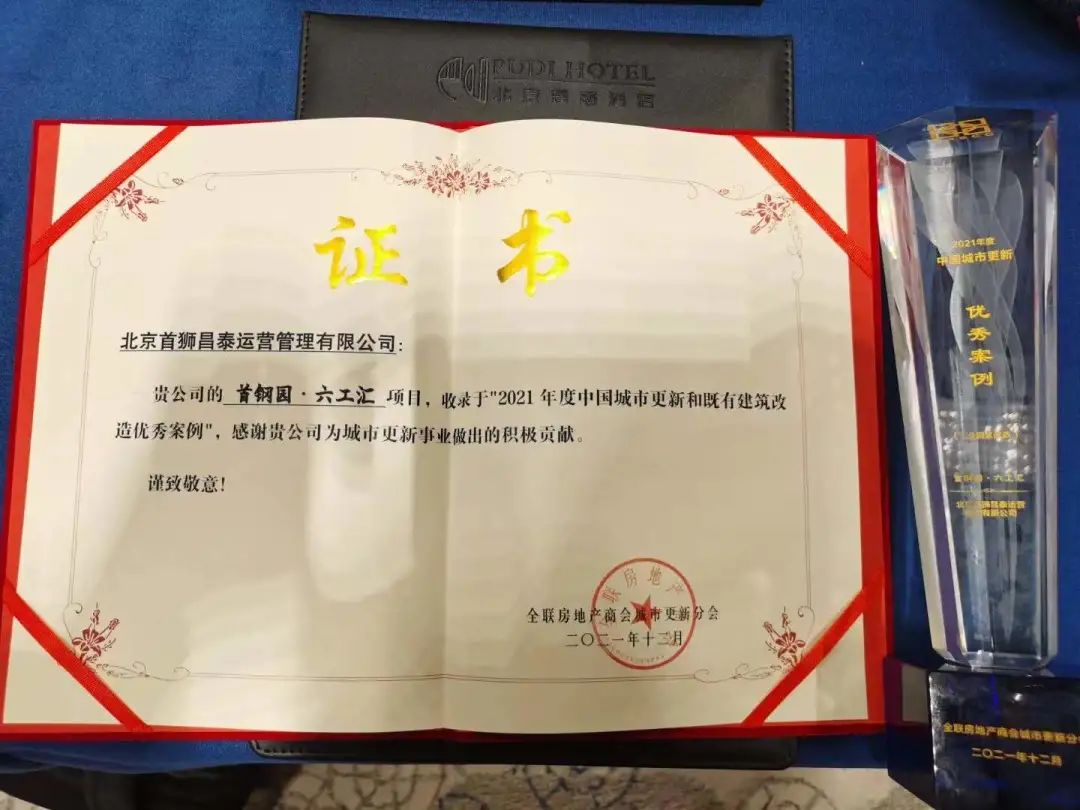 PUDI HOTEL
证书
北京首狮昌泰运营管理有限公司:
贵公司的 首钢园·六工汇 项目，收录于"2021 年度中国城市更新和既有建筑改
造优秀案例"，感谢贵公司为城市更新事业做出的积极贡献。
谨致敬意！
全联房地产商会城市更新分会
二〇二一年十二月
2021年度
中国城市更新
优秀案例
首钢园·六工汇
全联房地产商会城市更新分
二〇二一年十二月